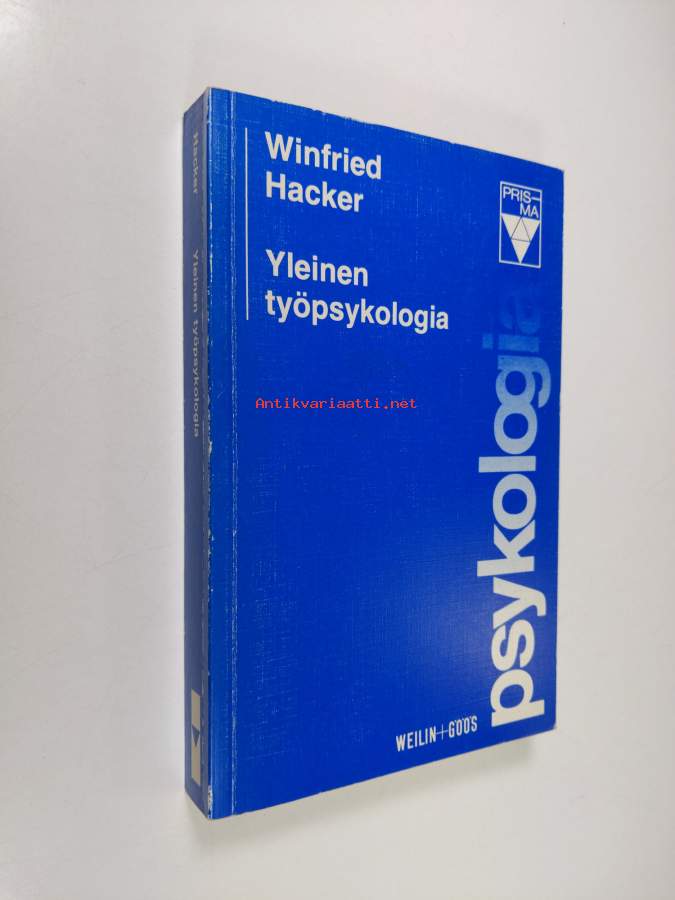 Winfried
Hacker
Yleinen
työpsykologia
PRIS-
MA
psykologia
WEILIN+GÖÖS
Hacker Yleinen työpsykologia
Antikvariaatti.net